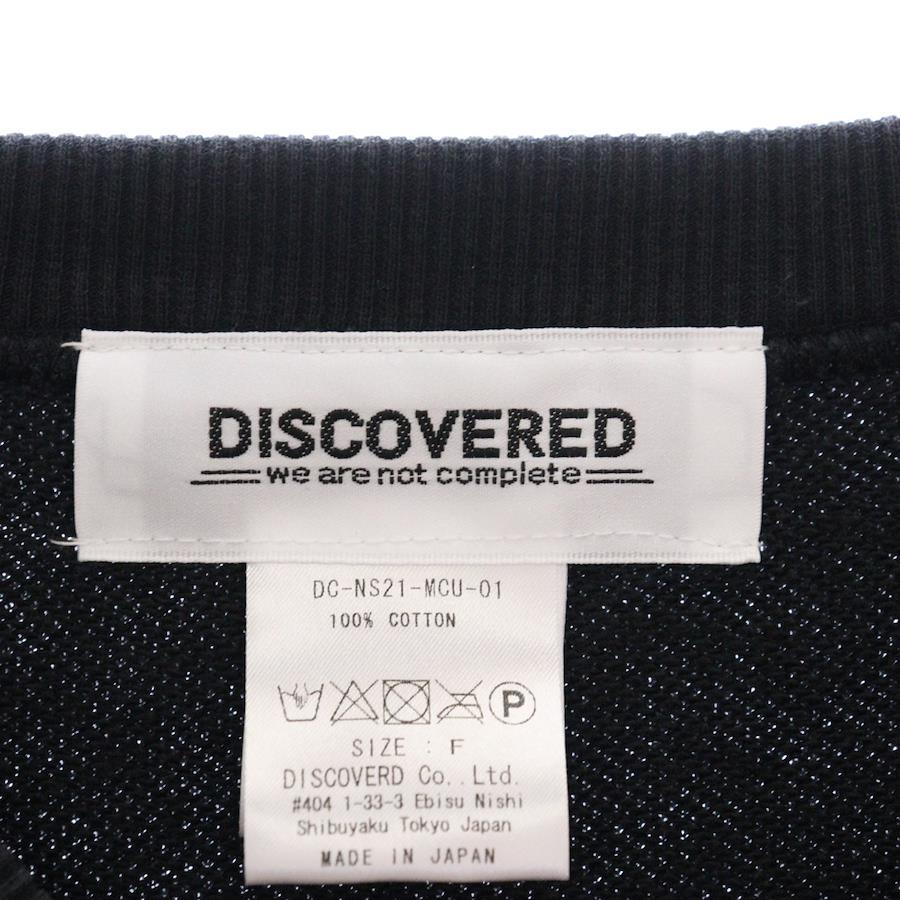 DISCOVERED
we are not complete
DC-NS21-MCU-01
100% COTTON
P
SIZE : F
DISCOVERD Co., Ltd.
#404 1-33-3 Ebisu Nishi
Shibuyaku Tokyo Japan
MADE IN JAPAN